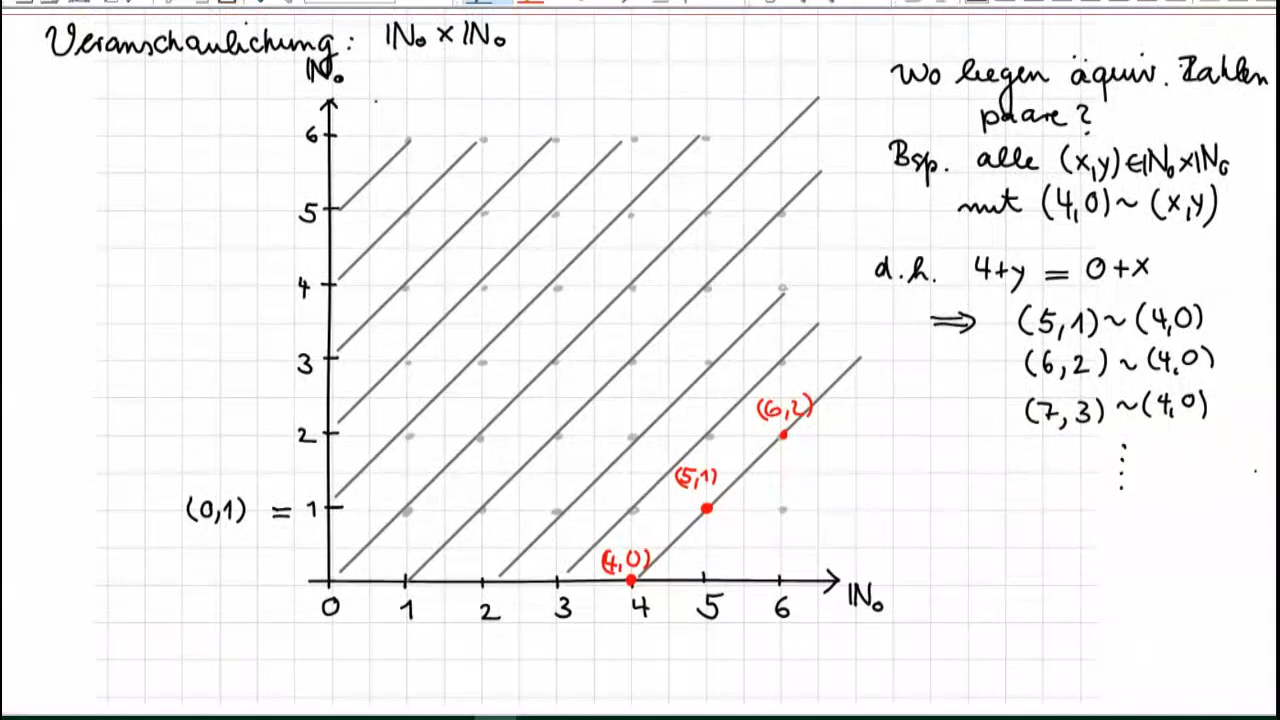 Veranschaulichung: ℕ₀ × ℕ₀
ℕ₀
6
5
4
3
2
(0,1) = 1
0 1 2 3 4 5 6 ℕ₀
(6,2)
(5,1)
(4,0)
Wo liegen äquiv. Zahlen
paare?
Bsp. alle (x,y)∈ℕ₀×ℕ₀
mit (4,0)~(x,y)
d.h. 4+y = 0+x
⟹ (5,1)~(4,0)
(6,2)~(4,0)
(7,3)~(4,0)
⋮